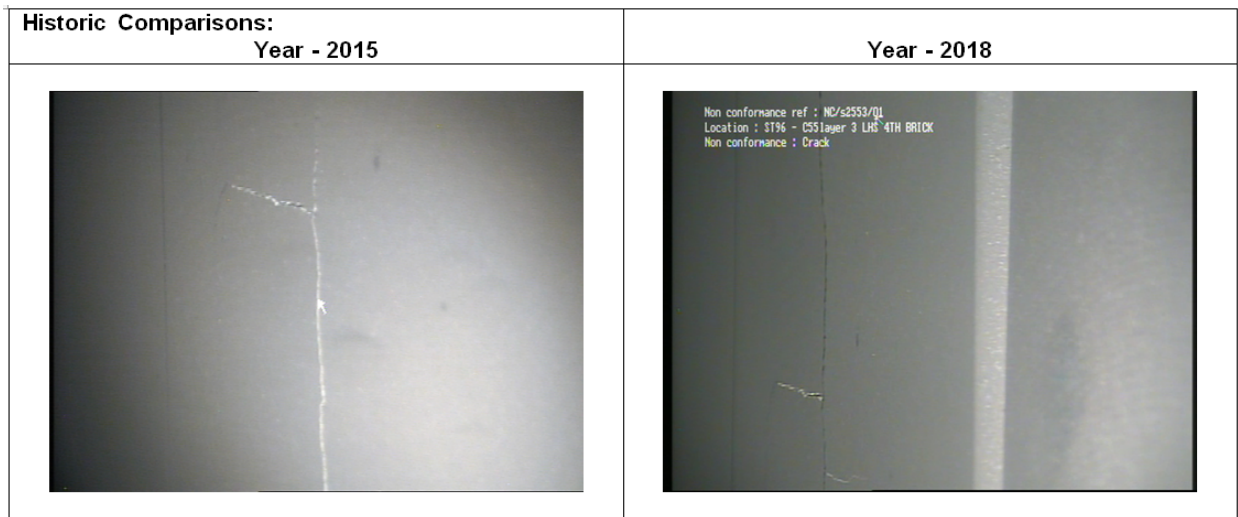 Historic Comparisons:
Year - 2015
Year - 2018
Non conformance ref : NC/s2553/01
Location : ST96 - C55layer 3 LHS 4TH BRICK
Non conformance : Crack